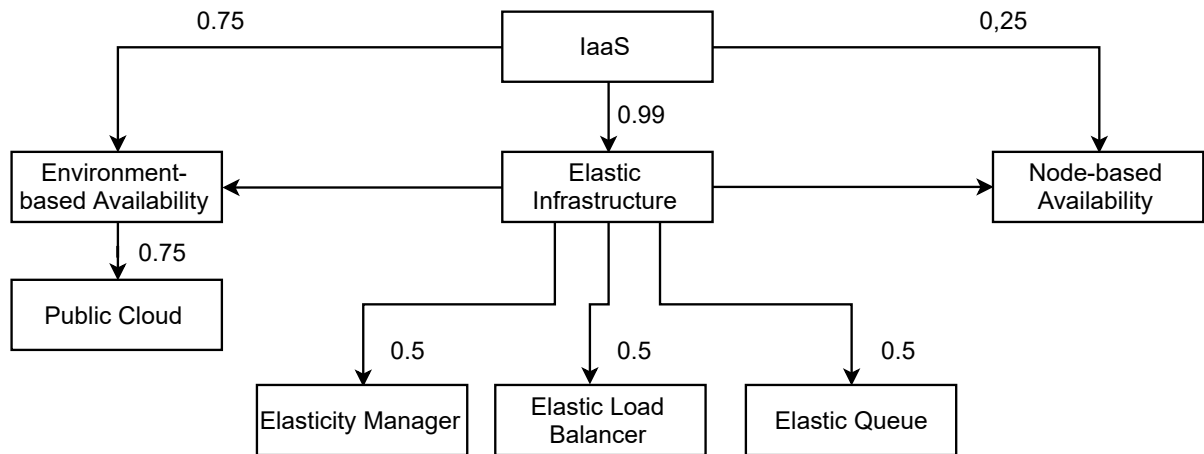 0.75
IaaS
0,25
0.99
Environment-
based Availability
Elastic
Infrastructure
Node-based
Availability
0.75
Public Cloud
0.5
0.5
0.5
Elasticity Manager
Elastic Load
Balancer
Elastic Queue